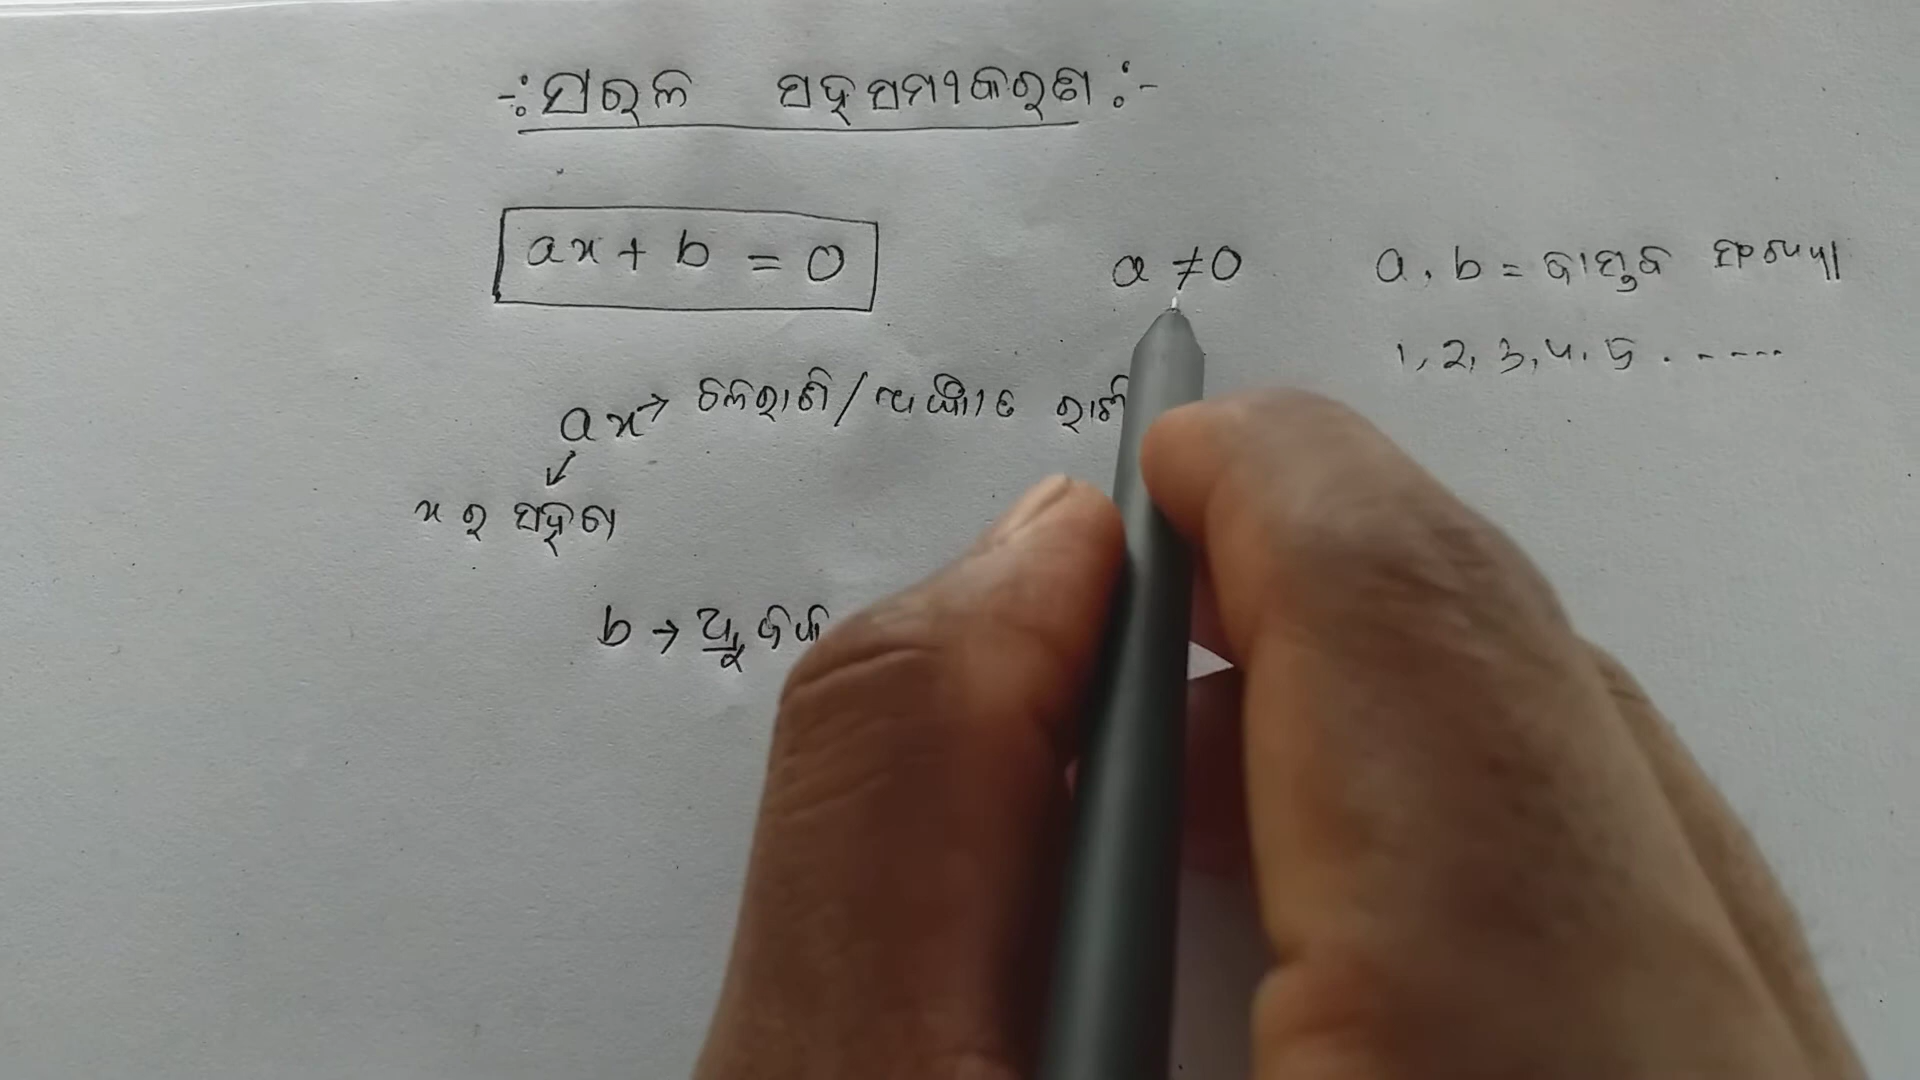 -:ସରଳ ସହସମୀକରଣ:-
ax + b = 0
a ≠ 0
a, b = ବାସ୍ତବ ସଂଖ୍ୟା
1, 2, 3, 4, 5 . - - - -
ax → ଚଳରାଶି / ଅଜ୍ଞାତ ରାଶି
x ର ସହଗ
b → ଧ୍ରୁବ